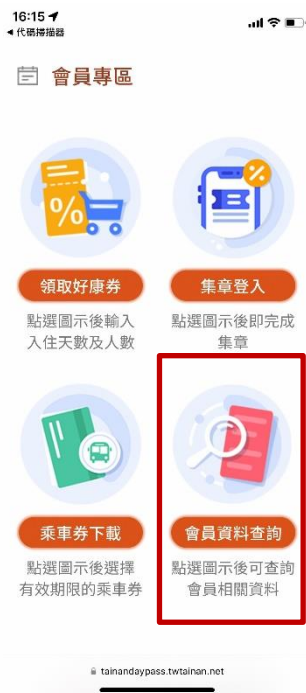 16:15
◀ 代碼掃描器
會員專區
%
%
領取好康券
集章登入
點選圖示後輸入
入住天數及人數
點選圖示後即完成
集章
乘車券下載
會員資料查詢
點選圖示後選擇
有效期限的乘車券
點選圖示後可查詢
會員相關資料
tainandaypass.twtainan.net